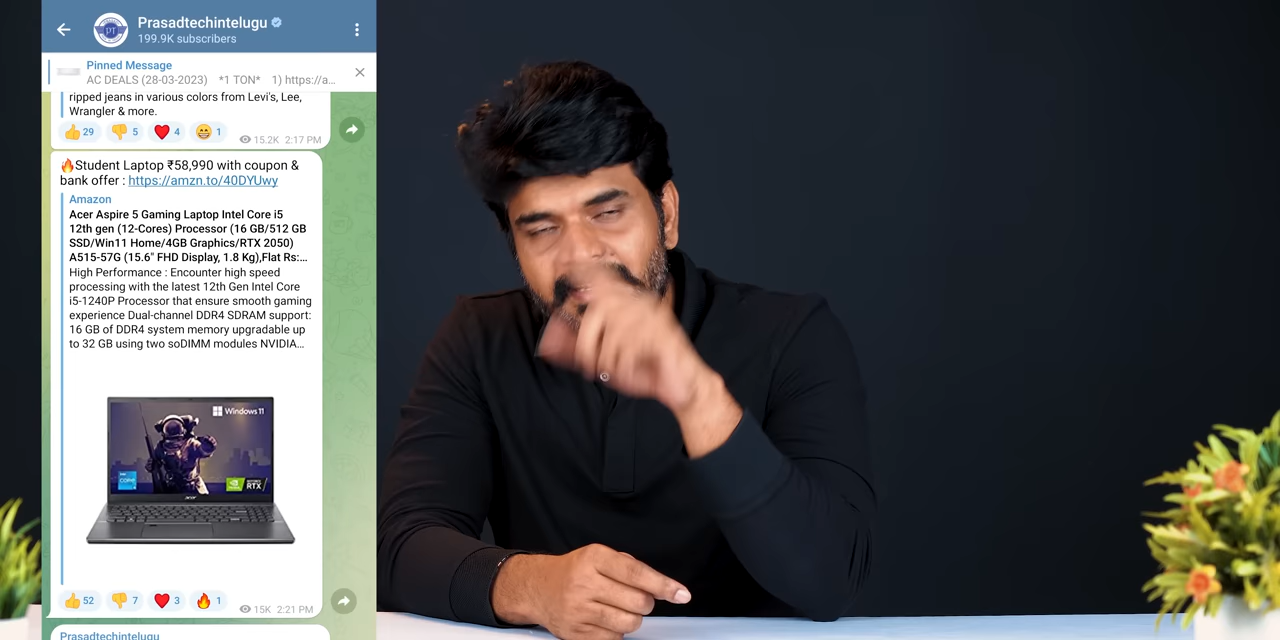 Prasadtechintelugu
199.9K subscribers
Pinned Message
AC DEALS (28-03-2023) *1 TON* 1) https://a...
ripped jeans in various colors from Levi's, Lee,
Wrangler & more.
29 5 4 1 15.2K 2:17 PM
🔥Student Laptop ₹58,990 with coupon &
bank offer : https://amzn.to/40DYUwy
Amazon
Acer Aspire 5 Gaming Laptop Intel Core i5
12th gen (12-Cores) Processor (16 GB/512 GB
SSD/Win11 Home/4GB Graphics/RTX 2050)
A515-57G (15.6" FHD Display, 1.8 Kg),Flat Rs:...
High Performance : Encounter high speed
processing with the latest 12th Gen Intel Core
i5-1240P Processor that ensure smooth gaming
experience Dual-channel DDR4 SDRAM support:
16 GB of DDR4 system memory upgradable up
to 32 GB using two soDIMM modules NVIDIA...
Windows 11
CORE i5
RTX
acer
52 7 3 1 15K 2:21 PM
Prasadtechintelugu